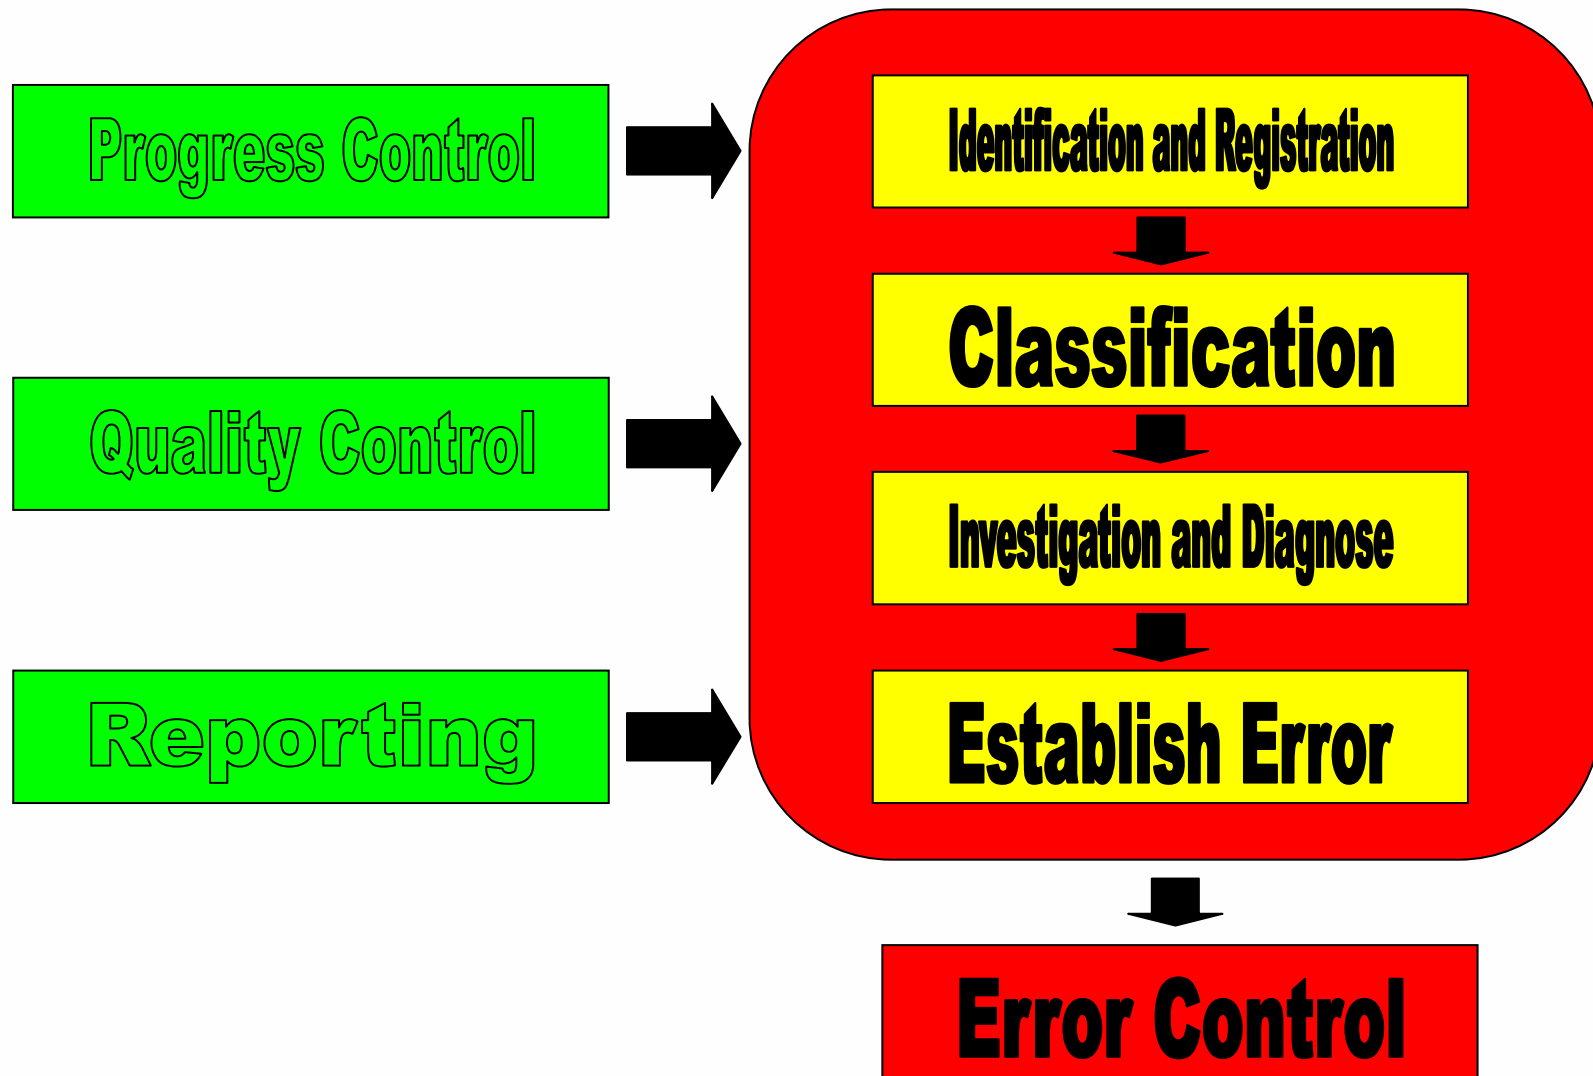 Progress Control
Quality Control
Reporting
Identification and Registration
Classification
Investigation and Diagnose
Establish Error
Error Control